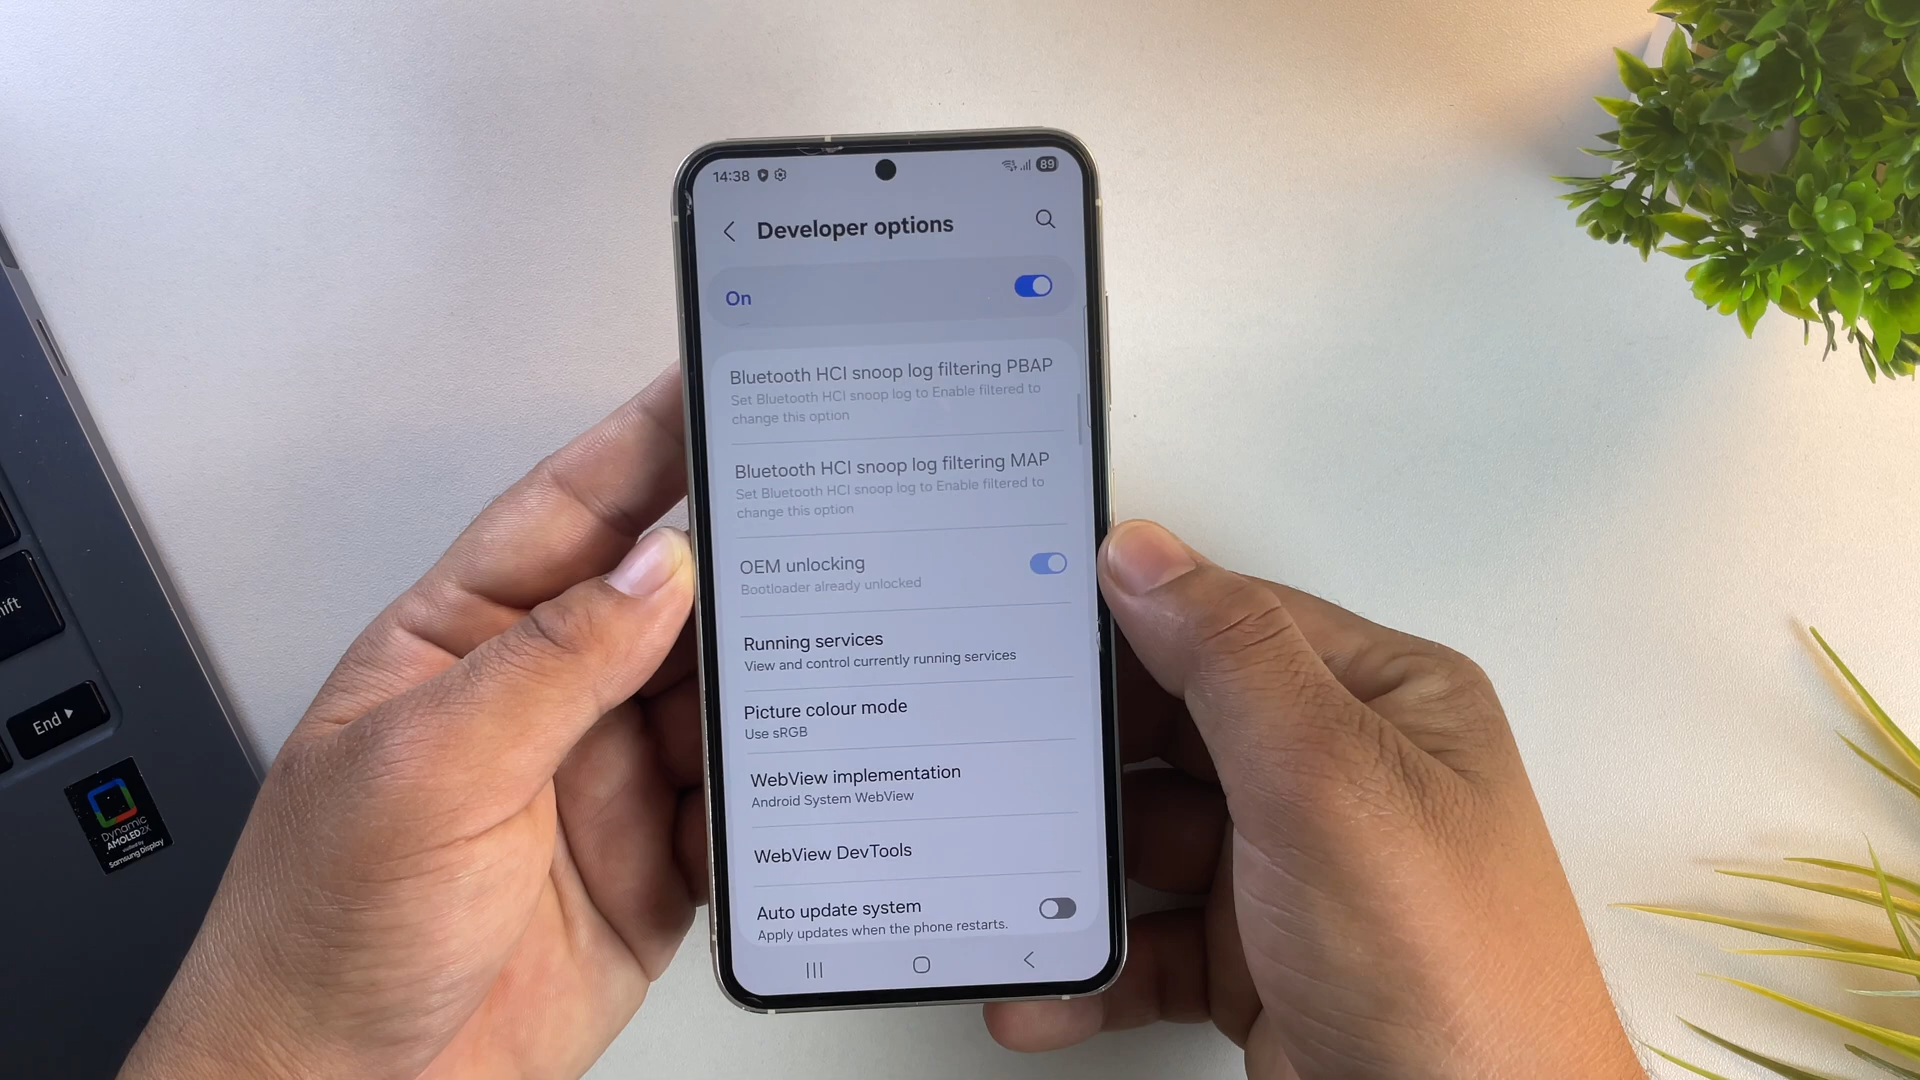 14:38
89
Developer options
On
Bluetooth HCI snoop log filtering PBAP
Set Bluetooth HCI snoop log to Enable filtered to
change this option
Bluetooth HCI snoop log filtering MAP
Set Bluetooth HCI snoop log to Enable filtered to
change this option
OEM unlocking
Bootloader already unlocked
Running services
View and control currently running services
Picture colour mode
Use sRGB
WebView implementation
Android System WebView
WebView DevTools
Auto update system
Apply updates when the phone restarts.
End
Dynamic
AMOLED2X
Samsung Display